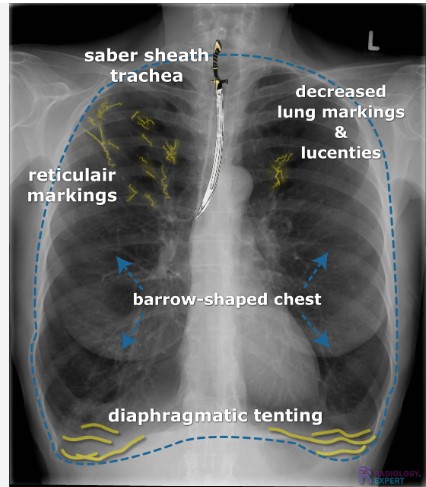 L
saber sheath
trachea
decreased
lung markings
&
lucenties
reticulair
markings
barrow-shaped chest
diaphragmatic tenting
RADIOLOGY.
EXPERT